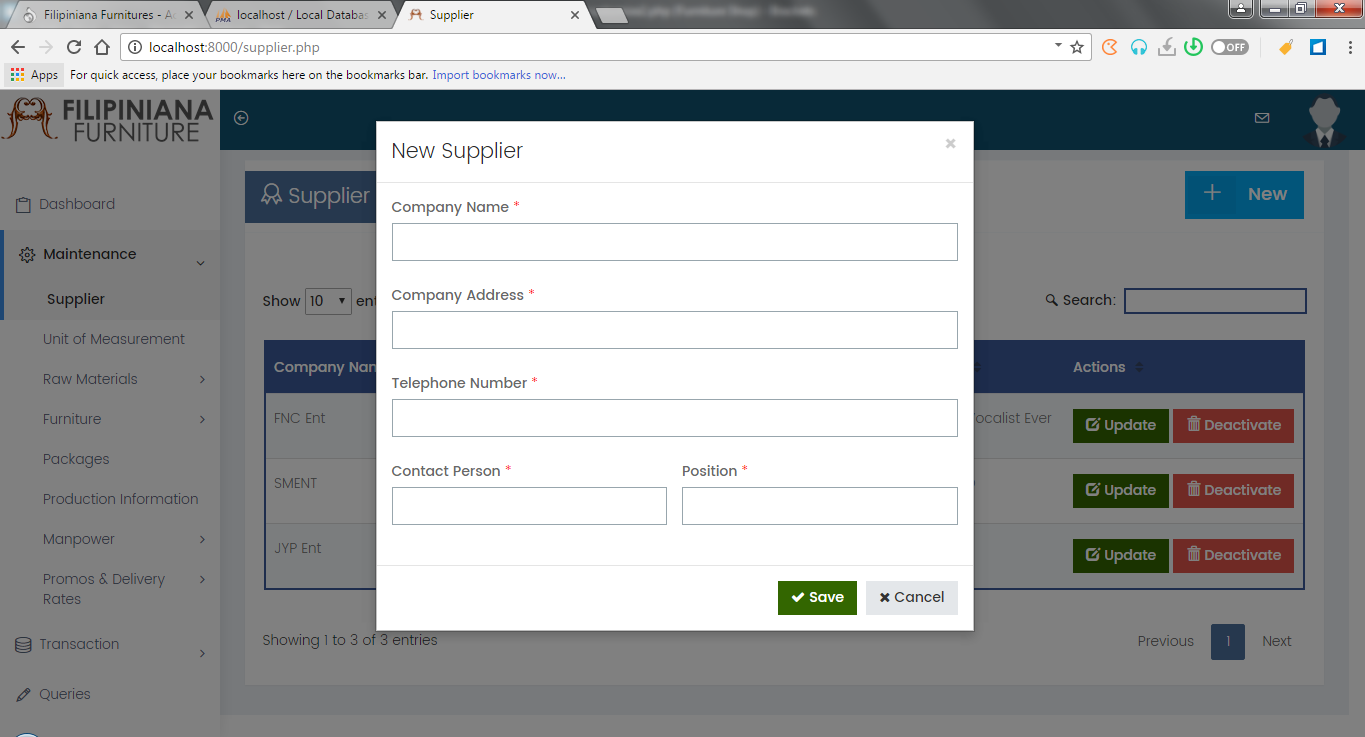 Filipiniana Furnitures - Ac
localhost / Local Databas
Supplier
localhost:8000/supplier.php
OFF
Apps
For quick access, place your bookmarks here on the bookmarks bar. Import bookmarks now...
FILIPINIANA
FURNITURE
New Supplier
×
Dashboard
Maintenance
Supplier
Unit of Measurement
Raw Materials
Furniture
Packages
Production Information
Manpower
Promos & Delivery
Rates
Transaction
Queries
Supplier
New
Show 10 ent
Search:
Company Nam
Actions
FNC Ent
ocalist Ever
Update
Deactivate
SMENT
Update
Deactivate
JYP Ent
Update
Deactivate
Showing 1 to 3 of 3 entries
Previous 1 Next
Company Name *
Company Address *
Telephone Number *
Contact Person *
Position *
Save
Cancel